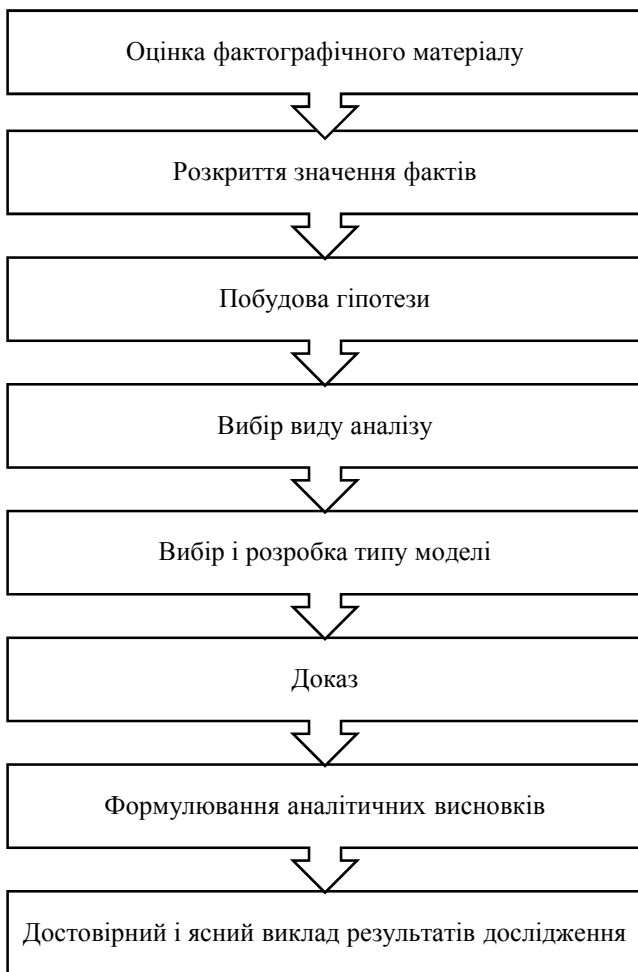 Оцінка фактографічного матеріалу
Розкриття значення фактів
Побудова гіпотези
Вибір виду аналізу
Вибір і розробка типу моделі
Доказ
Формулювання аналітичних висновків
Достовірний і ясний виклад результатів дослідження